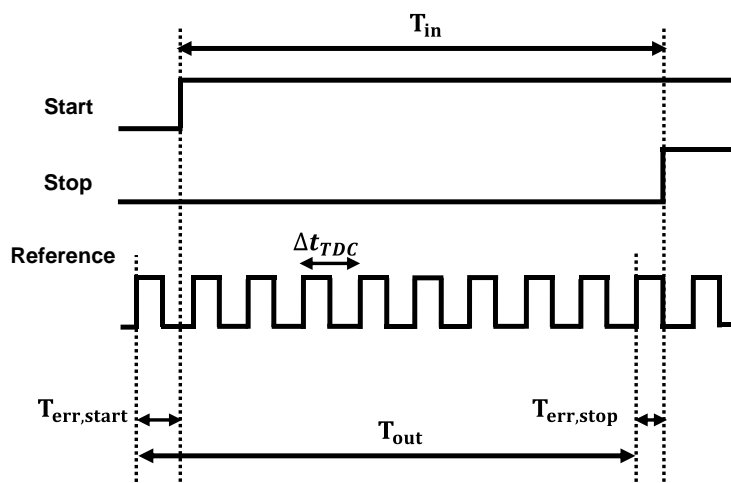 T_in
Start
Stop
Reference
Δt_TDC
T_err,start
T_err,stop
T_out